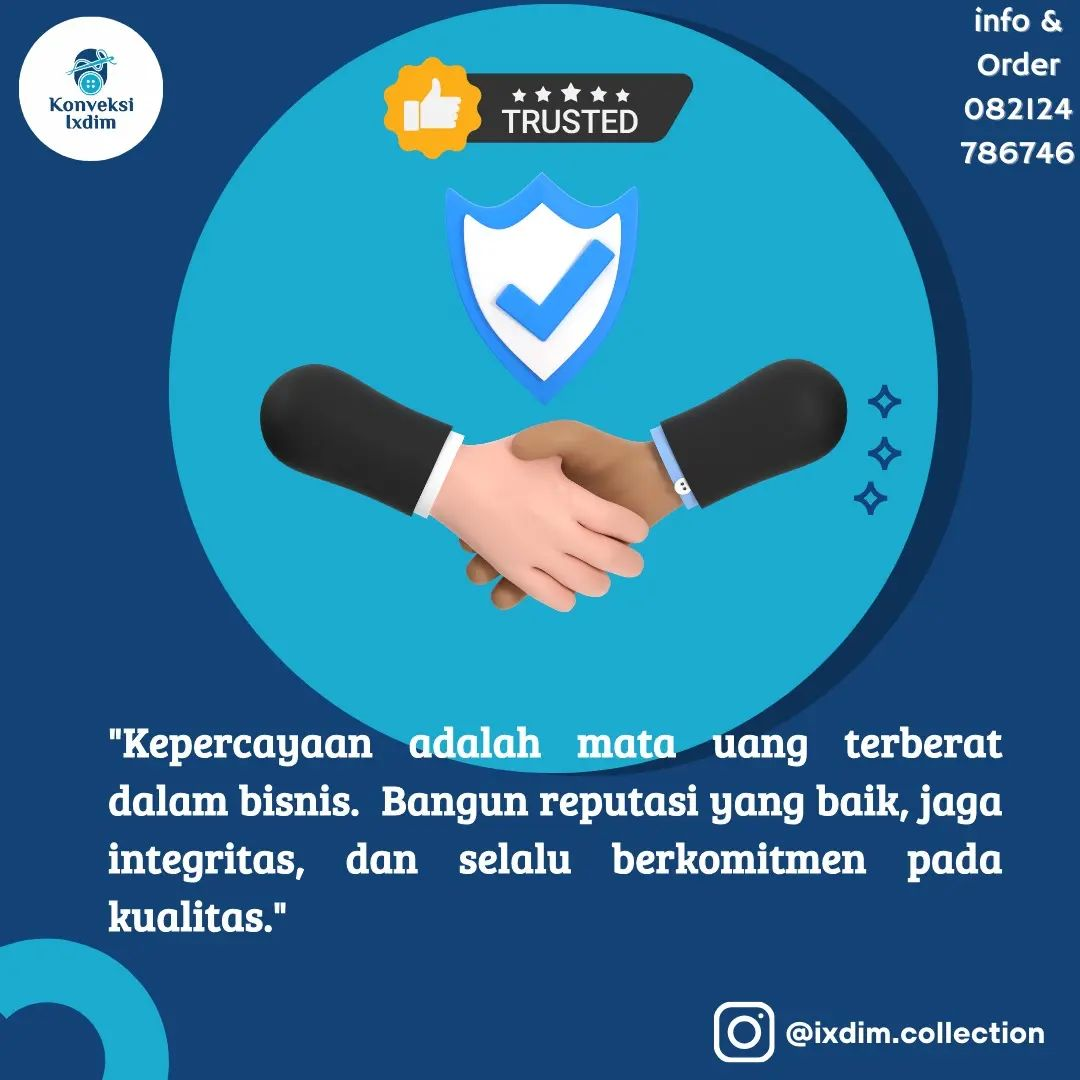 Konveksi
Ixdim
info &
Order
082124
786746
TRUSTED
"Kepercayaan adalah mata uang terberat
dalam bisnis. Bangun reputasi yang baik, jaga
integritas, dan selalu berkomitmen pada
kualitas."
@ixdim.collection